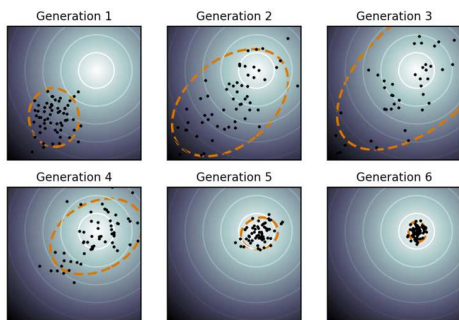 Generation 1
Generation 2
Generation 3
Generation 4
Generation 5
Generation 6